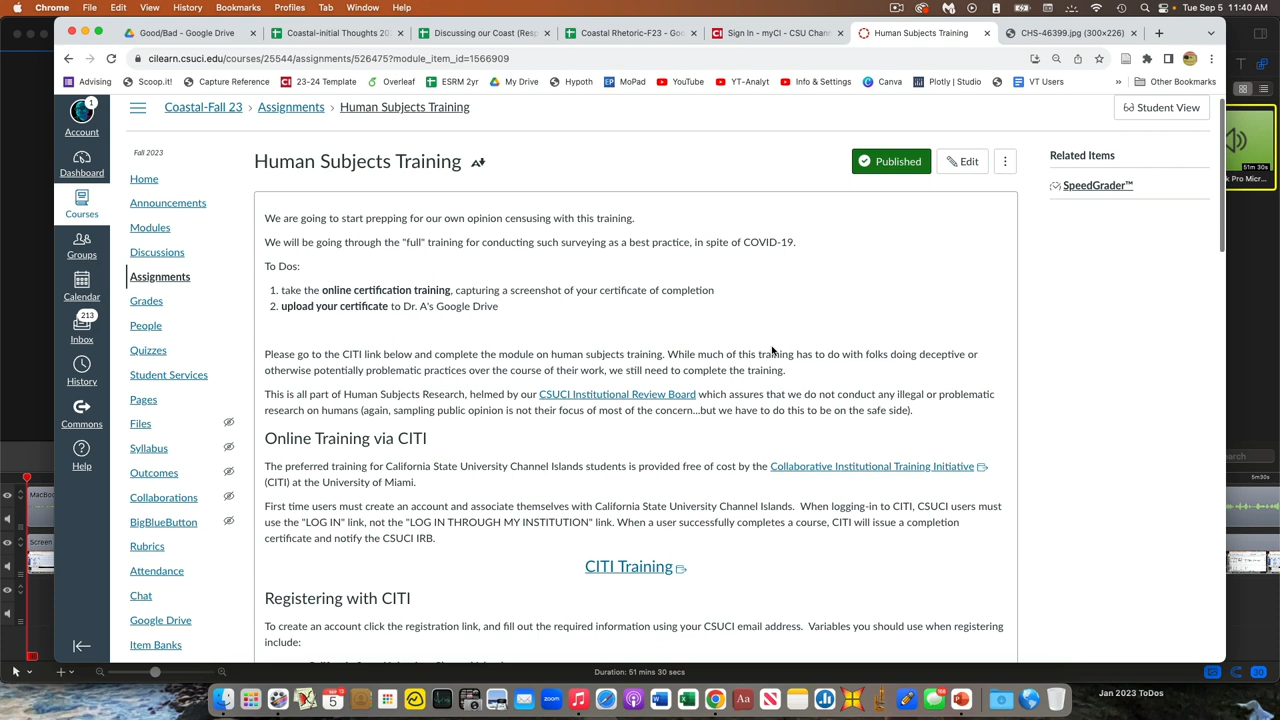 Chrome File Edit View History Bookmarks Profiles Tab Window Help Tue Sep 5 11:40 AM
Good/Bad - Google Drive Coastal-initial Thoughts 202 Discussing our Coast (Resp Coastal Rhetoric-F23 - Goo Sign In - myCI - CSU Chann Human Subjects Training CHS-46399.jpg (300×226)
cilearn.csuci.edu/courses/25544/assignments/526475?module_item_id=1566909
Advising Scoop.it! Capture Reference 23-24 Template Overleaf ESRM 2yr My Drive Hypoth MoPad YouTube YT-Analyt Info & Settings Canva Plotly | Studio VT Users » Other Bookmarks
1
Account
Dashboard
Courses
Groups
Calendar
213
Inbox
History
Commons
Help
Coastal-Fall 23 › Assignments › Human Subjects Training
Student View
Fall 2023
Home
Announcements
Modules
Discussions
Assignments
Grades
People
Quizzes
Student Services
Pages
Files
Syllabus
Outcomes
Collaborations
BigBlueButton
Rubrics
Attendance
Chat
Google Drive
Item Banks
Human Subjects Training
Published Edit
Related Items
SpeedGrader™
We are going to start prepping for our own opinion censusing with this training.
We will be going through the "full" training for conducting such surveying as a best practice, in spite of COVID-19.
To Dos:
1. take the online certification training, capturing a screenshot of your certificate of completion
2. upload your certificate to Dr. A's Google Drive
Please go to the CITI link below and complete the module on human subjects training. While much of this training has to do with folks doing deceptive or
otherwise potentially problematic practices over the course of their work, we still need to complete the training.
This is all part of Human Subjects Research, helmed by our CSUCI Institutional Review Board which assures that we do not conduct any illegal or problematic
research on humans (again, sampling public opinion is not their focus of most of the concern...but we have to do this to be on the safe side).
Online Training via CITI
The preferred training for California State University Channel Islands students is provided free of cost by the Collaborative Institutional Training Initiative
(CITI) at the University of Miami.
First time users must create an account and associate themselves with California State University Channel Islands. When logging-in to CITI, CSUCI users must
use the "LOG IN" link, not the "LOG IN THROUGH MY INSTITUTION" link. When a user successfully completes a course, CITI will issue a completion
certificate and notify the CSUCI IRB.
CITI Training
Registering with CITI
To create an account click the registration link, and fill out the required information using your CSUCI email address. Variables you should use when registering
include:
51m 30s
k Pro Micr...
5m30s
MacBo
Screen
Duration: 51 mins 30 secs
30
Jan 2023 ToDos